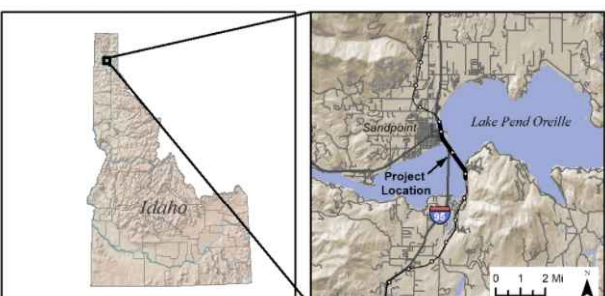 Idaho
Sandpoint
Lake Pend Oreille
Project
Location
95
0 1 2 Mi
N